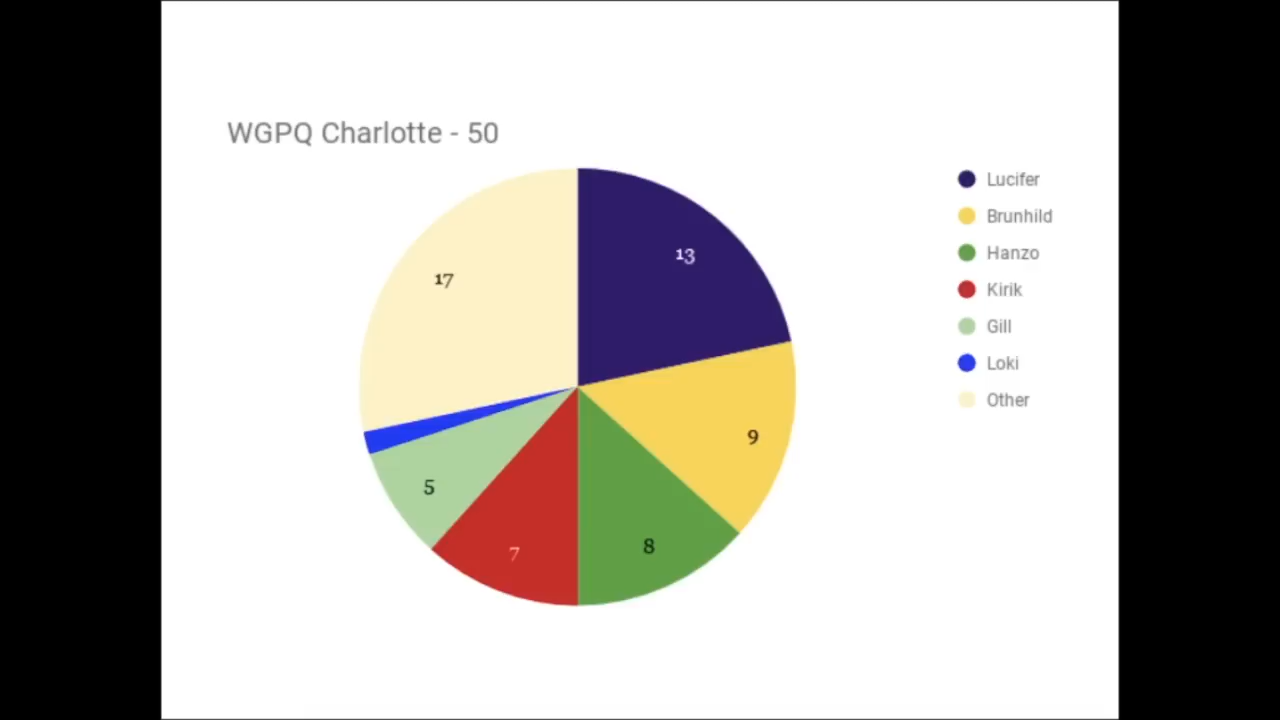 WGPQ Charlotte - 50
Lucifer
Brunhild
Hanzo
Kirik
Gill
Loki
Other
13
17
9
5
8
7